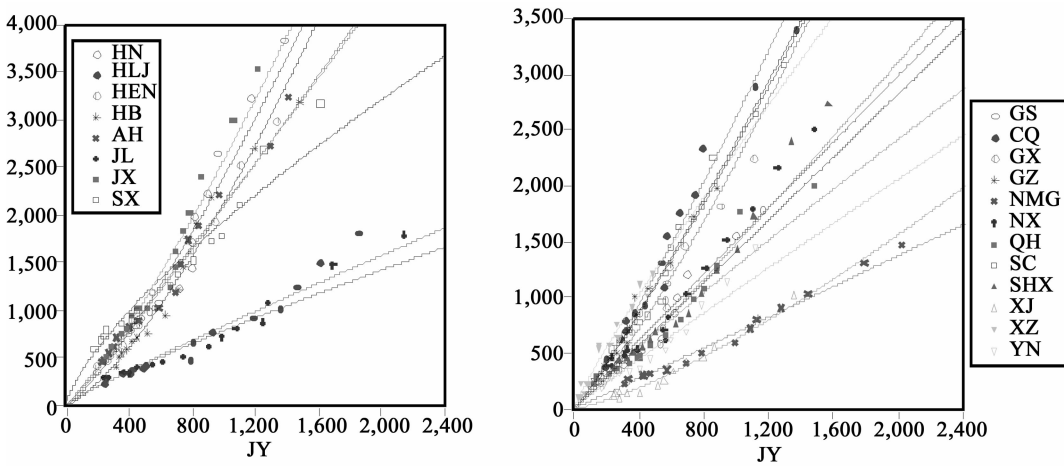 4,000
3,500
3,000
2,500
2,000
1,500
1,000
500
0
HN
HLJ
HEN
HB
AH
JL
JX
SX
0 400 800 1,200 1,600 2,000 2,400
JY
3,500
3,000
2,500
2,000
1,500
1,000
500
0
0 400 800 1,200 1,600 2,000 2,400
JY
GS
CQ
GX
GZ
NMG
NX
QH
SC
SHX
XJ
XZ
YN